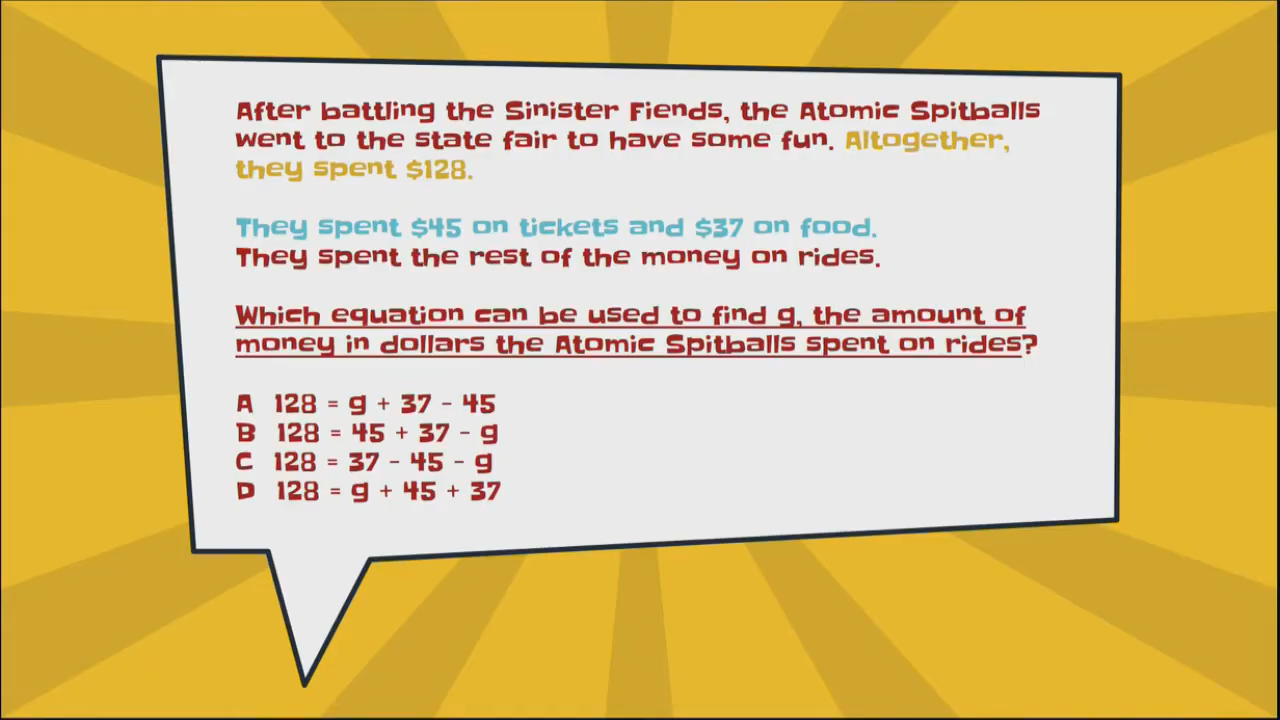 After battling the Sinister Fiends, the Atomic Spitballs
went to the state fair to have some fun. Altogether,
they spent $128.
They spent $45 on tickets and $37 on food.
They spent the rest of the money on rides.
Which equation can be used to find g, the amount of
money in dollars the Atomic Spitballs spent on rides?
A 128 = g + 37 - 45
B 128 = 45 + 37 - g
C 128 = 37 - 45 - g
D 128 = g + 45 + 37